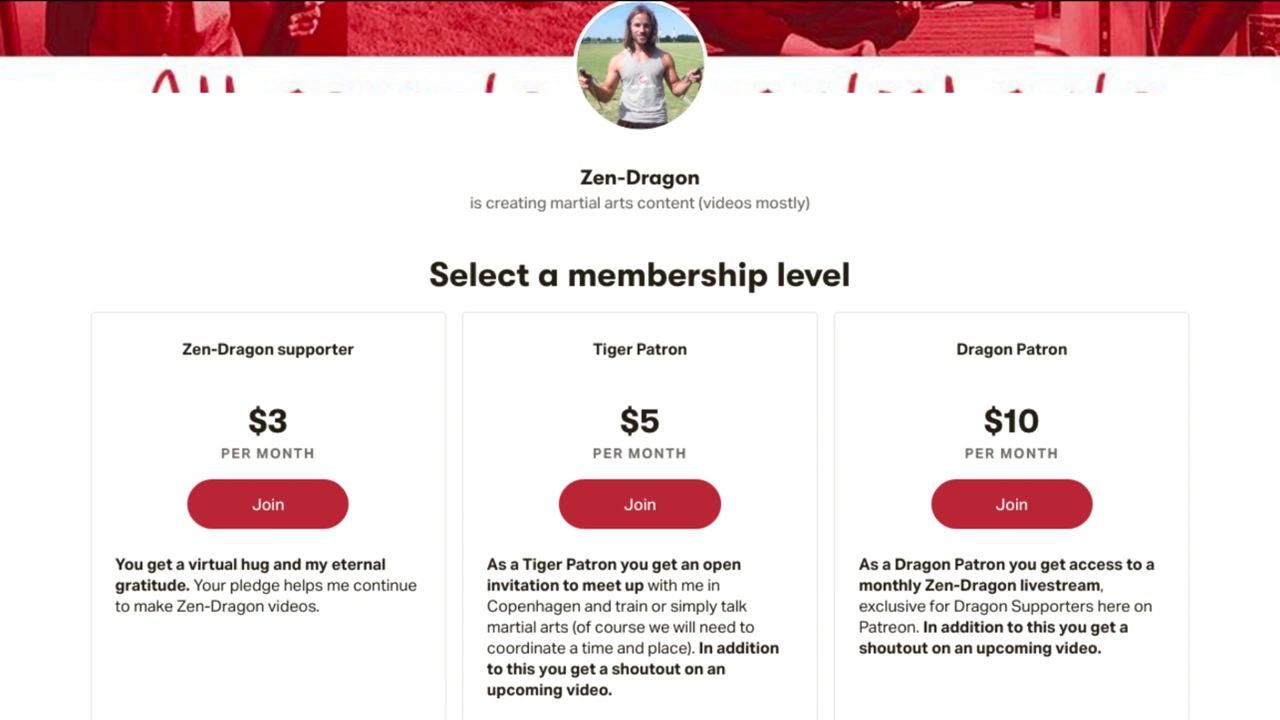 Zen-Dragon
is creating martial arts content (videos mostly)
Select a membership level
Zen-Dragon supporter
$3
PER MONTH
Join
You get a virtual hug and my eternal
gratitude. Your pledge helps me continue
to make Zen-Dragon videos.
Tiger Patron
$5
PER MONTH
Join
As a Tiger Patron you get an open
invitation to meet up with me in
Copenhagen and train or simply talk
martial arts (of course we will need to
coordinate a time and place). In addition
to this you get a shoutout on an
upcoming video.
Dragon Patron
$10
PER MONTH
Join
As a Dragon Patron you get access to a
monthly Zen-Dragon livestream,
exclusive for Dragon Supporters here on
Patreon. In addition to this you get a
shoutout on an upcoming video.